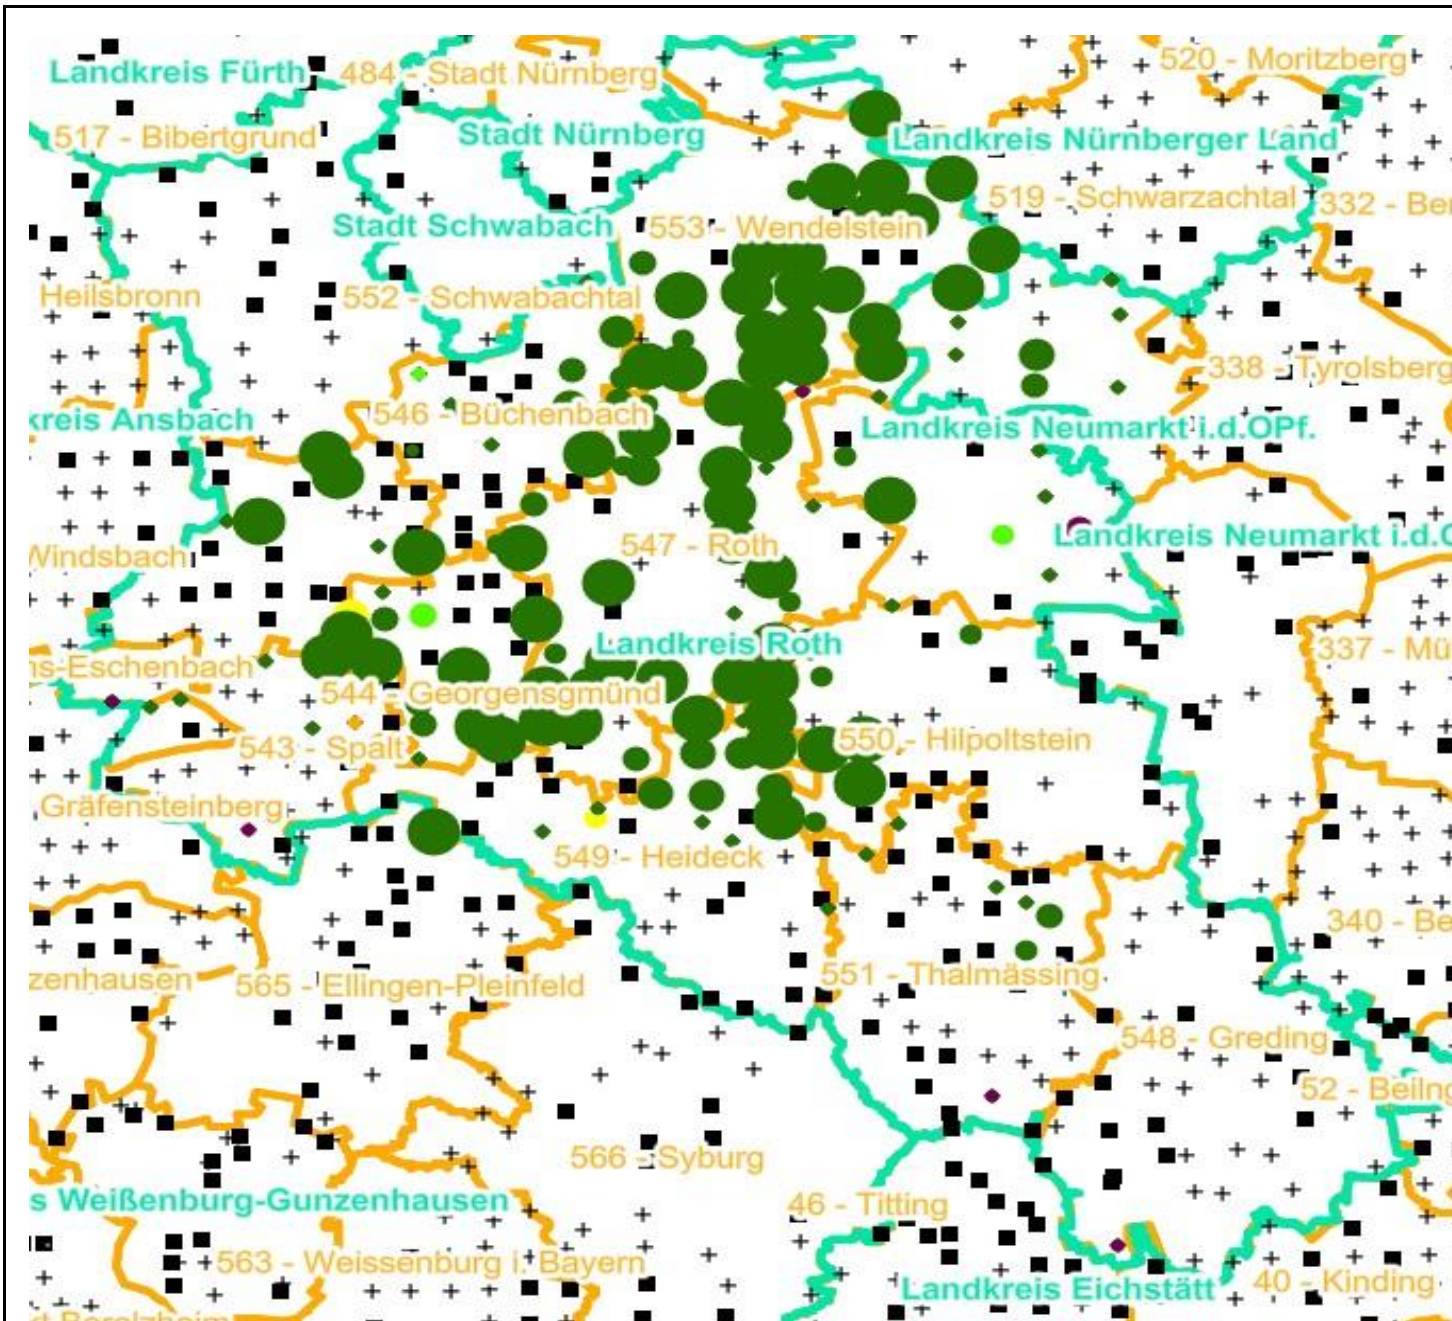 520 - Moritzberg
Landkreis Fürth
484 - Stadt Nürnberg
517 - Bibertgrund
Stadt Nürnberg
Landkreis Nürnberger Land
519 - Schwarzachtal
332 - Ber
Stadt Schwabach
553 - Wendelstein
Heilsbronn
552 - Schwabachtal
338 - Tyrolsberg
kreis Ansbach
546 - Büchenbach
Landkreis Neumarkt i.d.OPf.
Windsbach
547 - Roth
Landkreis Neumarkt i.d.O
Landkreis Roth
337 - Mü
ns-Eschenbach
544 - Georgensgmünd
543 - Spalt
550 - Hilpoltstein
Gräfensteinberg
549 - Heideck
340 - Be
zenhausen
565 - Ellingen-Pleinfeld
551 - Thalmässing
548 - Greding
52 - Beilng
566 - Syburg
s Weißenburg-Gunzenhausen
46 - Titting
563 - Weissenburg i. Bayern
Landkreis Eichstätt
40 - Kinding